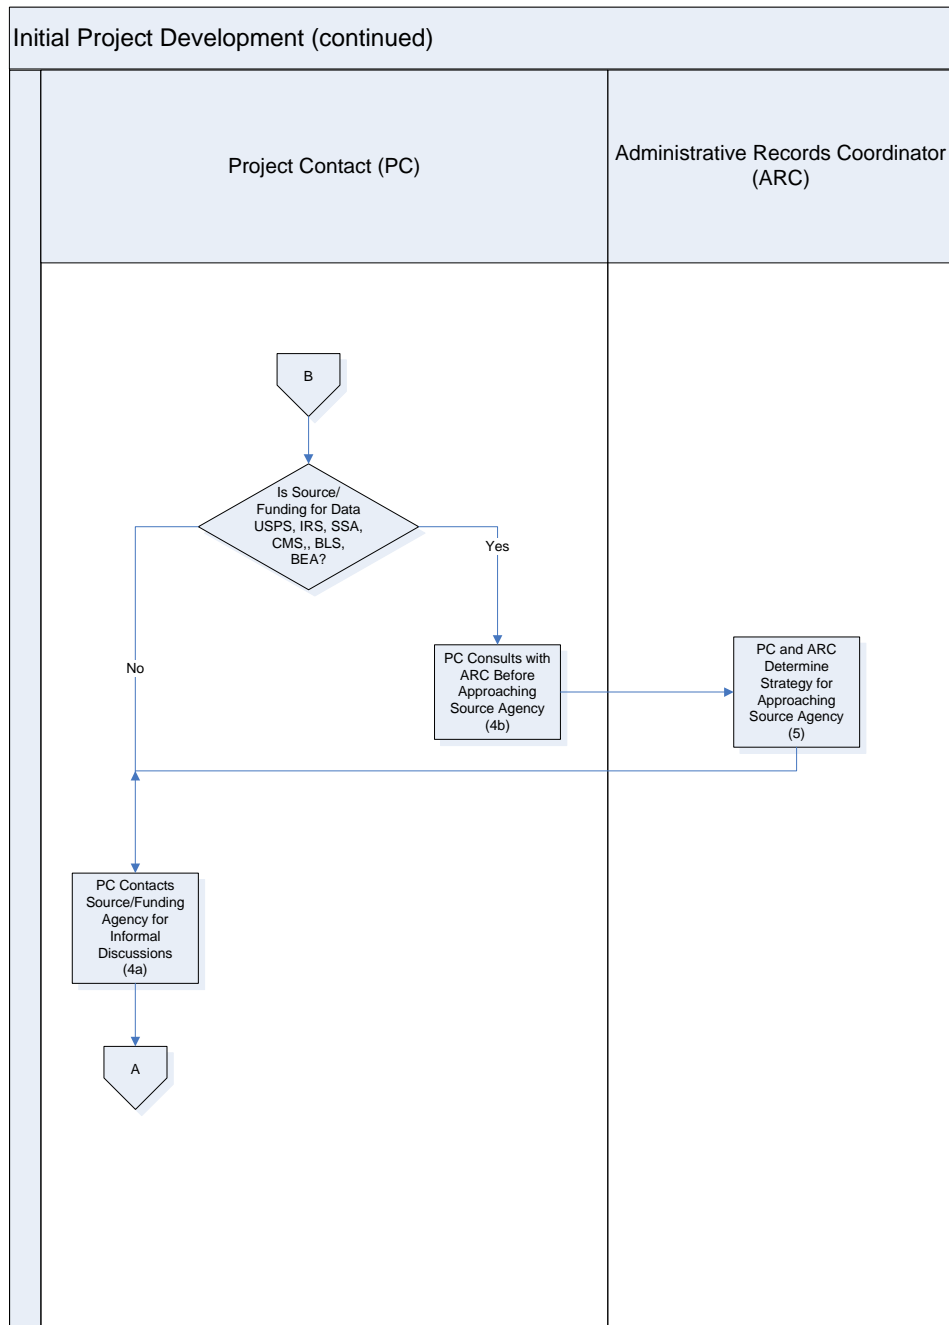 Initial Project Development (continued)
Project Contact (PC)
Administrative Records Coordinator
(ARC)
B
Is Source/
Funding for Data
USPS, IRS, SSA,
CMS,, BLS,
BEA?
Yes
No
PC Consults with
ARC Before
Approaching
Source Agency
(4b)
PC and ARC
Determine
Strategy for
Approaching
Source Agency
(5)
PC Contacts
Source/Funding
Agency for
Informal
Discussions
(4a)
A